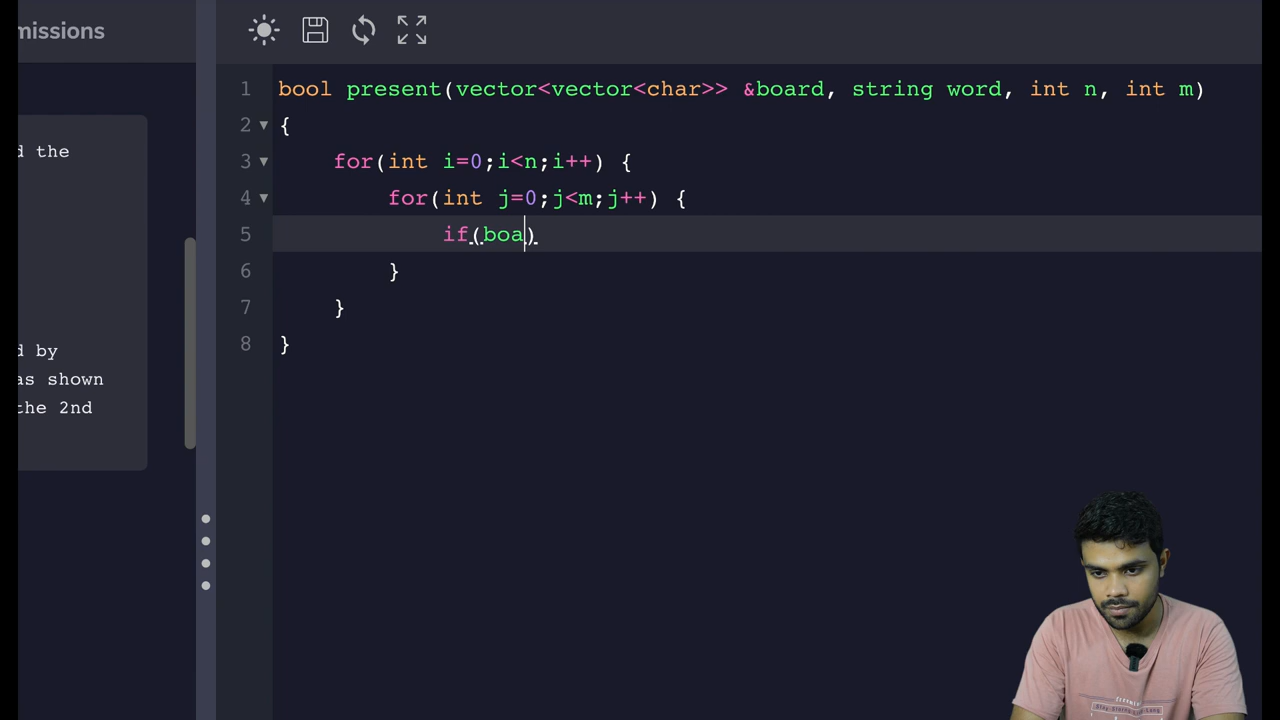 missions
d the
d by
as shown
the 2nd
1 bool present(vector<vector<char>> &board, string word, int n, int m)
2 {
3 for(int i=0;i<n;i++) {
4 for(int j=0;j<m;j++) {
5 if(boa)
6 }
7 }
8 }